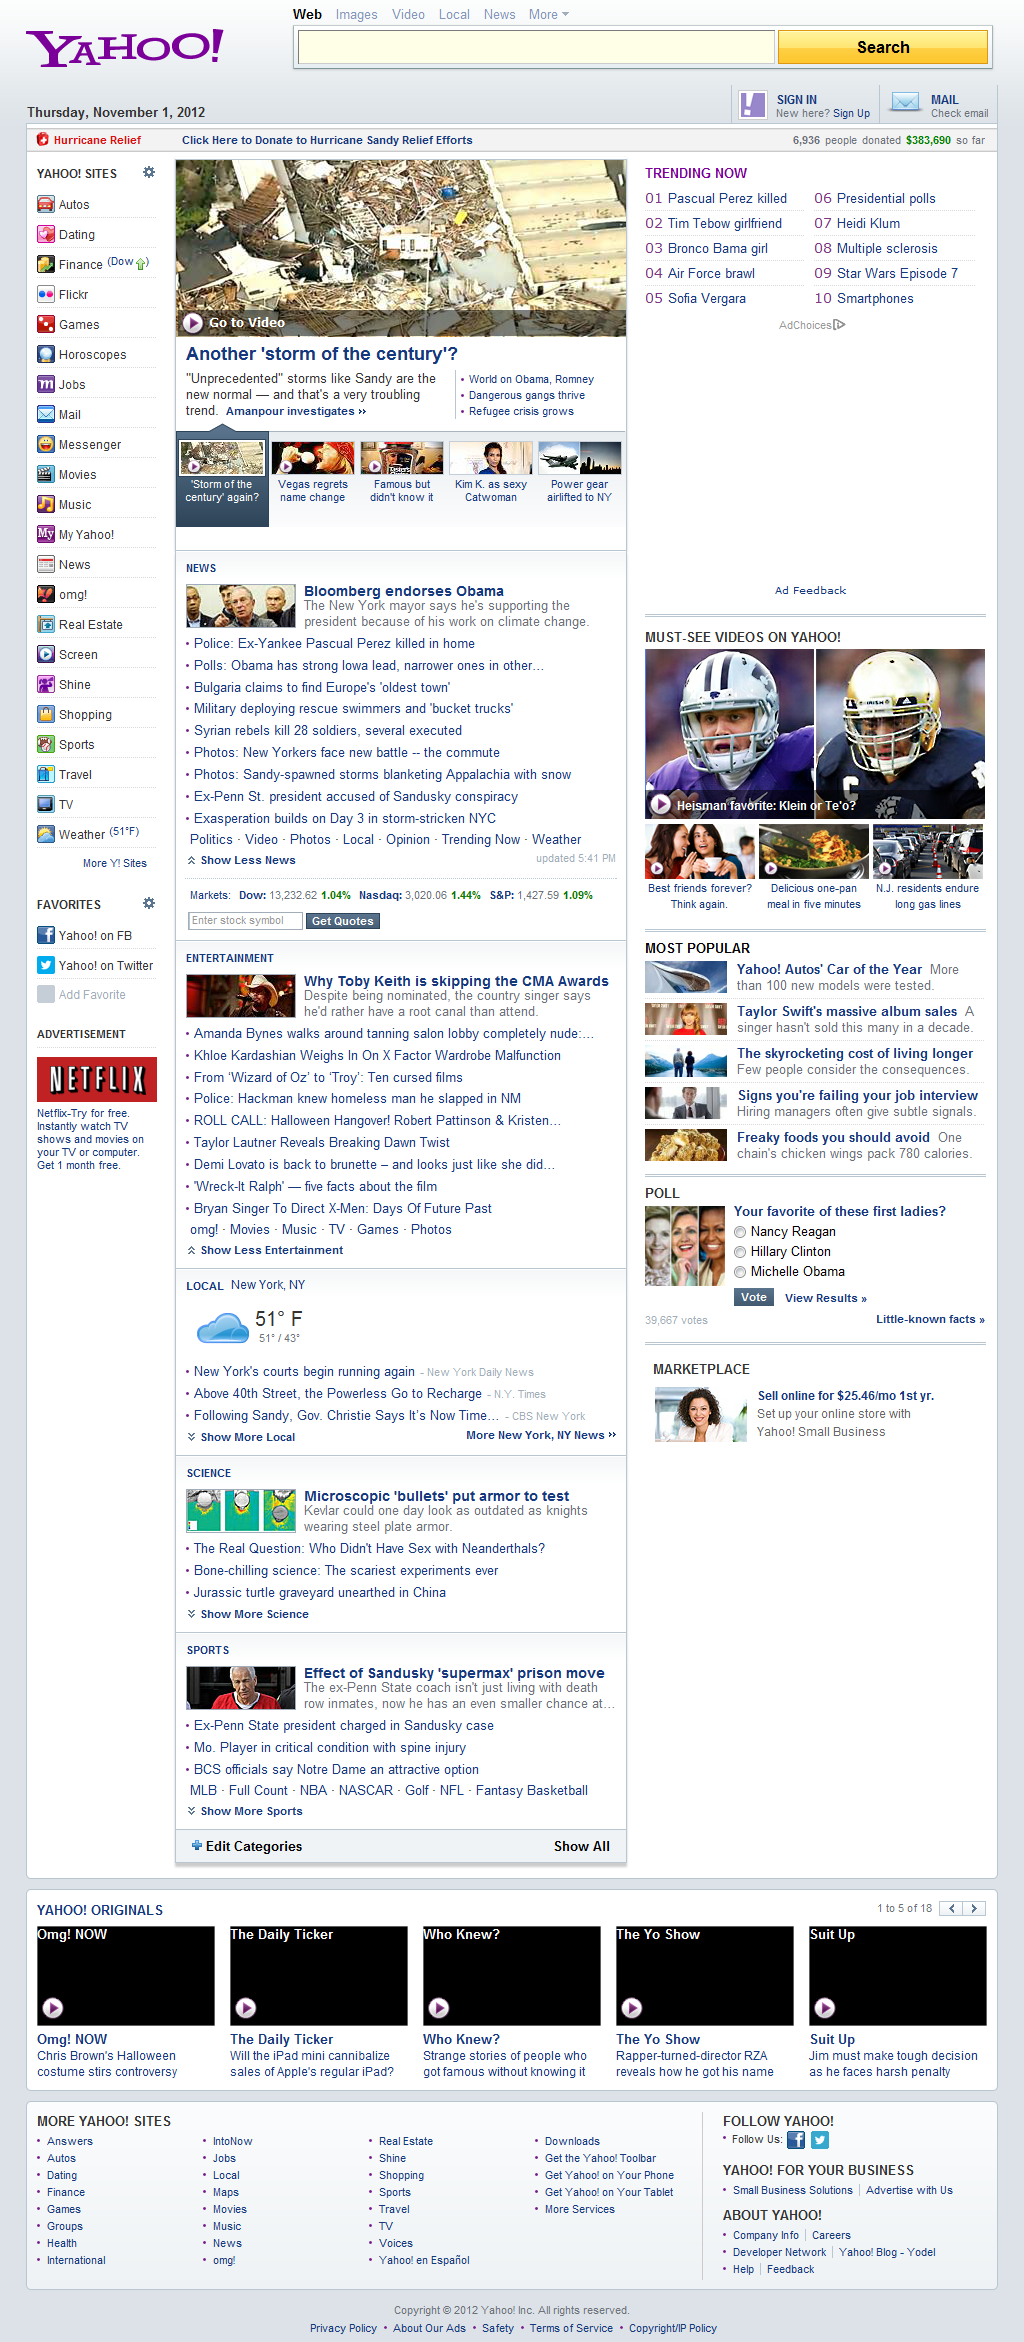 Web Images Video Local News More
YAHOO!
Search
Thursday, November 1, 2012
SIGN IN
New here? Sign Up
MAIL
Check email
Hurricane Relief
Click Here to Donate to Hurricane Sandy Relief Efforts
6,936 people donated $383,690 so far
YAHOO! SITES
Autos
Dating
Finance (Dow)
Flickr
Games
Horoscopes
Jobs
Mail
Messenger
Movies
Music
My Yahoo!
News
omg!
Real Estate
Screen
Shine
Shopping
Sports
Travel
TV
Weather (51°F)
More Y! Sites
FAVORITES
Yahoo! on FB
Yahoo! on Twitter
Add Favorite
ADVERTISEMENT
NETFLIX
Netflix-Try for free.
Instantly watch TV
shows and movies on
your TV or computer.
Get 1 month free.
Go to Video
Another 'storm of the century'?
"Unprecedented" storms like Sandy are the
new normal — and that's a very troubling
trend. Amanpour investigates »
• World on Obama, Romney
• Dangerous gangs thrive
• Refugee crisis grows
'Storm of the
century' again?
Vegas regrets
name change
Famous but
didn't know it
Kim K. as sexy
Catwoman
Power gear
airlifted to NY
NEWS
Bloomberg endorses Obama
The New York mayor says he's supporting the
president because of his work on climate change.
• Police: Ex-Yankee Pascual Perez killed in home
• Polls: Obama has strong Iowa lead, narrower ones in other…
• Bulgaria claims to find Europe's 'oldest town'
• Military deploying rescue swimmers and 'bucket trucks'
• Syrian rebels kill 28 soldiers, several executed
• Photos: New Yorkers face new battle -- the commute
• Photos: Sandy-spawned storms blanketing Appalachia with snow
• Ex-Penn St. president accused of Sandusky conspiracy
• Exasperation builds on Day 3 in storm-stricken NYC
Politics · Video · Photos · Local · Opinion · Trending Now · Weather
Show Less News
updated 5:41 PM
Markets: Dow: 13,232.62 1.04% Nasdaq: 3,020.06 1.44% S&P: 1,427.59 1.09%
Enter stock symbol
Get Quotes
ENTERTAINMENT
Why Toby Keith is skipping the CMA Awards
Despite being nominated, the country singer says
he'd rather have a root canal than attend.
• Amanda Bynes walks around tanning salon lobby completely nude:…
• Khloe Kardashian Weighs In On X Factor Wardrobe Malfunction
• From ‘Wizard of Oz’ to ‘Troy’: Ten cursed films
• Police: Hackman knew homeless man he slapped in NM
• ROLL CALL: Halloween Hangover! Robert Pattinson & Kristen…
• Taylor Lautner Reveals Breaking Dawn Twist
• Demi Lovato is back to brunette – and looks just like she did…
• 'Wreck-It Ralph' — five facts about the film
• Bryan Singer To Direct X-Men: Days Of Future Past
omg! · Movies · Music · TV · Games · Photos
Show Less Entertainment
LOCAL New York, NY
51° F
51° / 43°
• New York's courts begin running again - New York Daily News
• Above 40th Street, the Powerless Go to Recharge - N.Y. Times
• Following Sandy, Gov. Christie Says It’s Now Time… - CBS New York
Show More Local
More New York, NY News »
SCIENCE
Microscopic 'bullets' put armor to test
Kevlar could one day look as outdated as knights
wearing steel plate armor.
• The Real Question: Who Didn't Have Sex with Neanderthals?
• Bone-chilling science: The scariest experiments ever
• Jurassic turtle graveyard unearthed in China
Show More Science
SPORTS
Effect of Sandusky 'supermax' prison move
The ex-Penn State coach isn't just living with death
row inmates, now he has an even smaller chance at…
• Ex-Penn State president charged in Sandusky case
• Mo. Player in critical condition with spine injury
• BCS officials say Notre Dame an attractive option
MLB · Full Count · NBA · NASCAR · Golf · NFL · Fantasy Basketball
Show More Sports
Edit Categories
Show All
TRENDING NOW
01 Pascual Perez killed
02 Tim Tebow girlfriend
03 Bronco Bama girl
04 Air Force brawl
05 Sofia Vergara
06 Presidential polls
07 Heidi Klum
08 Multiple sclerosis
09 Star Wars Episode 7
10 Smartphones
AdChoices
Ad Feedback
MUST-SEE VIDEOS ON YAHOO!
IRISH
Heisman favorite: Klein or Te'o?
Best friends forever?
Think again.
Delicious one-pan
meal in five minutes
N.J. residents endure
long gas lines
MOST POPULAR
Yahoo! Autos' Car of the Year More
than 100 new models were tested.
Taylor Swift's massive album sales A
singer hasn't sold this many in a decade.
The skyrocketing cost of living longer
Few people consider the consequences.
Signs you're failing your job interview
Hiring managers often give subtle signals.
Freaky foods you should avoid One
chain's chicken wings pack 780 calories.
POLL
Your favorite of these first ladies?
Nancy Reagan
Hillary Clinton
Michelle Obama
Vote
View Results »
39,667 votes
Little-known facts »
MARKETPLACE
Sell online for $25.46/mo 1st yr.
Set up your online store with
Yahoo! Small Business
YAHOO! ORIGINALS
1 to 5 of 18
Omg! NOW
The Daily Ticker
Who Knew?
The Yo Show
Suit Up
Omg! NOW
Chris Brown's Halloween
costume stirs controversy
The Daily Ticker
Will the iPad mini cannibalize
sales of Apple's regular iPad?
Who Knew?
Strange stories of people who
got famous without knowing it
The Yo Show
Rapper-turned-director RZA
reveals how he got his name
Suit Up
Jim must make tough decision
as he faces harsh penalty
MORE YAHOO! SITES
• Answers
• Autos
• Dating
• Finance
• Games
• Groups
• Health
• International
• IntoNow
• Jobs
• Local
• Maps
• Movies
• Music
• News
• omg!
• Real Estate
• Shine
• Shopping
• Sports
• Travel
• TV
• Voices
• Yahoo! en Español
• Downloads
• Get the Yahoo! Toolbar
• Get Yahoo! on Your Phone
• Get Yahoo! on Your Tablet
• More Services
FOLLOW YAHOO!
• Follow Us:
YAHOO! FOR YOUR BUSINESS
• Small Business Solutions | Advertise with Us
ABOUT YAHOO!
• Company Info | Careers
• Developer Network | Yahoo! Blog - Yodel
• Help | Feedback
Copyright © 2012 Yahoo! Inc. All rights reserved.
Privacy Policy • About Our Ads • Safety • Terms of Service • Copyright/IP Policy